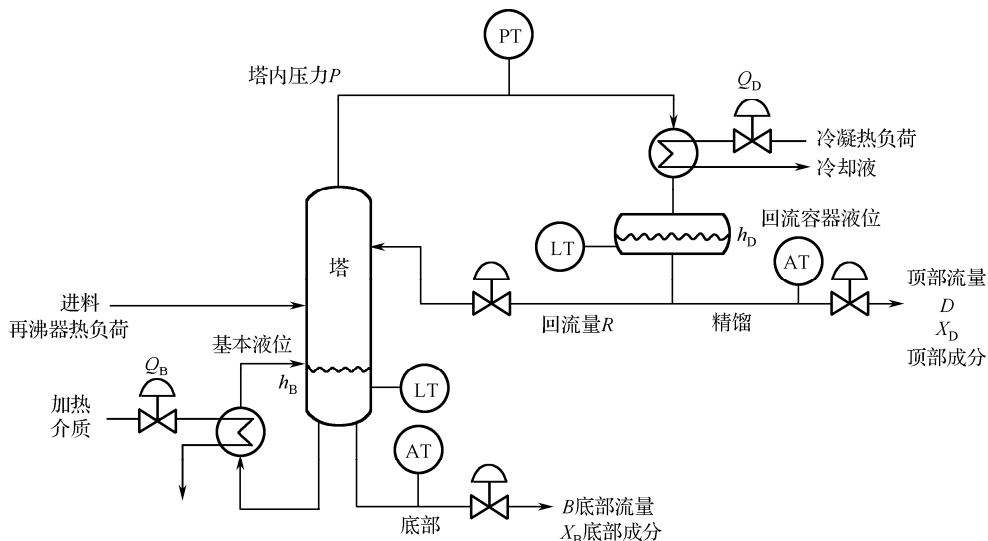 PT
塔内压力P
Q_D
冷凝热负荷
冷却液
回流容器液位
LT
h_D
AT
塔
顶部流量
D
X_D
顶部成分
进料
再沸器热负荷
回流量R
精馏
基本液位
Q_B
h_B
LT
加热
介质
AT
B底部流量
底部
X_B底部成分